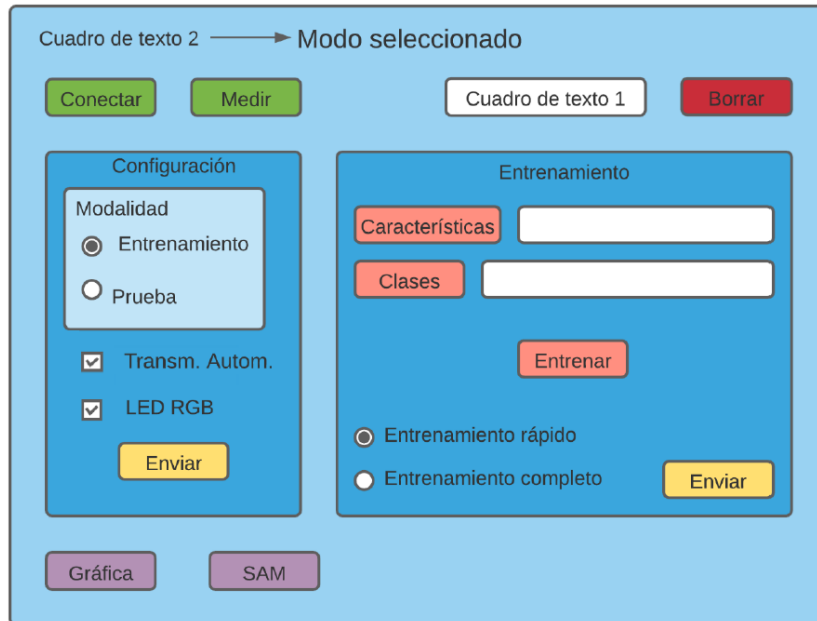 Cuadro de texto 2
Modo seleccionado
Conectar
Medir
Cuadro de texto 1
Borrar
Configuración
Modalidad
Entrenamiento
Prueba
Transm. Autom.
LED RGB
Enviar
Entrenamiento
Características
Clases
Entrenar
Entrenamiento rápido
Entrenamiento completo
Enviar
Gráfica
SAM